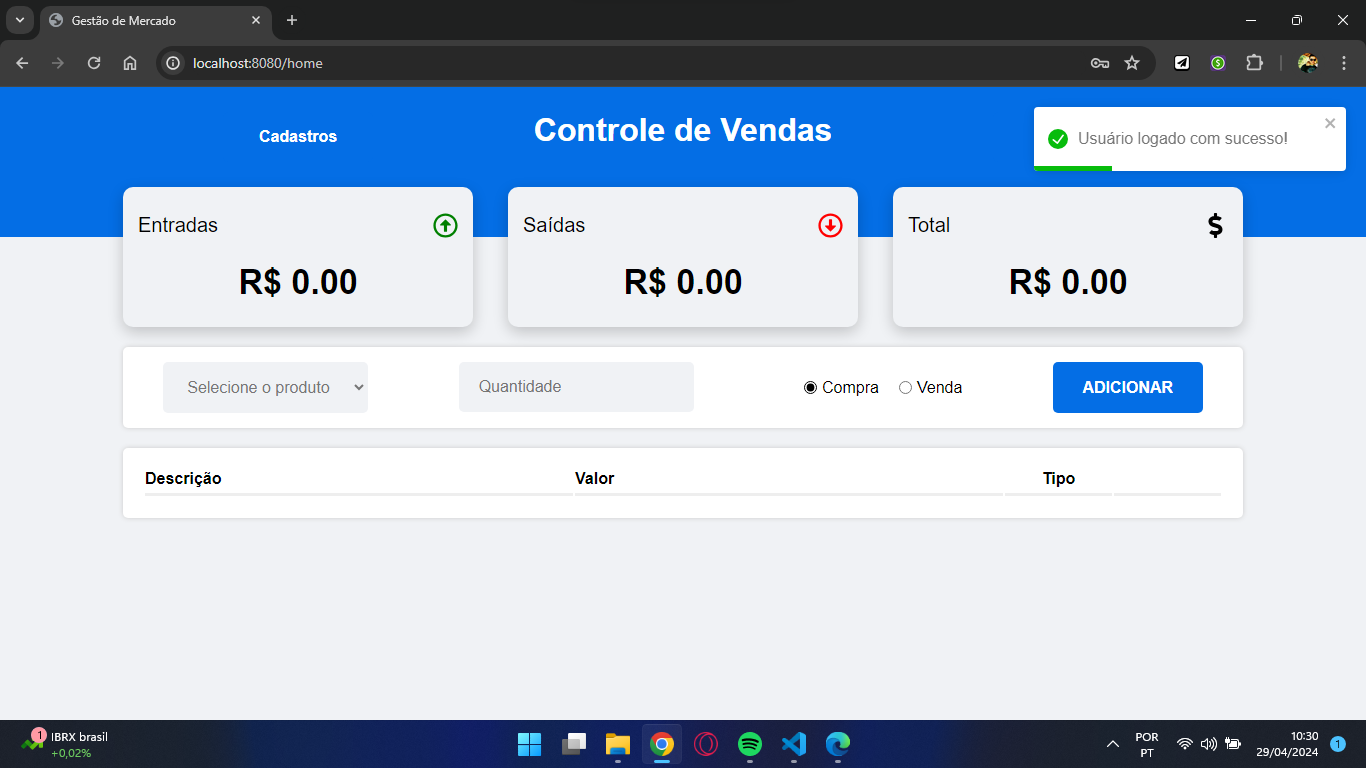 Gestão de Mercado
localhost:8080/home
Cadastros
Controle de Vendas
Usuário logado com sucesso!
Entradas
R$ 0.00
Saídas
R$ 0.00
Total
$
R$ 0.00
Selecione o produto
Quantidade
Compra
Venda
ADICIONAR
Descrição
Valor
Tipo
1
IBRX brasil
+0,02%
POR
PT
10:30
29/04/2024
1